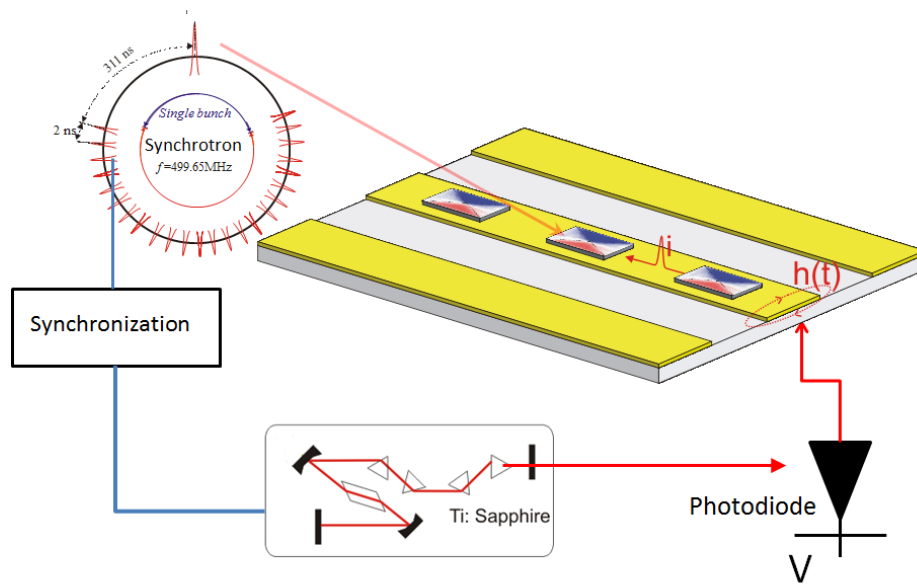 311 ns
2 ns
Single bunch
Synchrotron
f=499.65MHz
i
h(t)
Synchronization
Ti: Sapphire
Photodiode
V